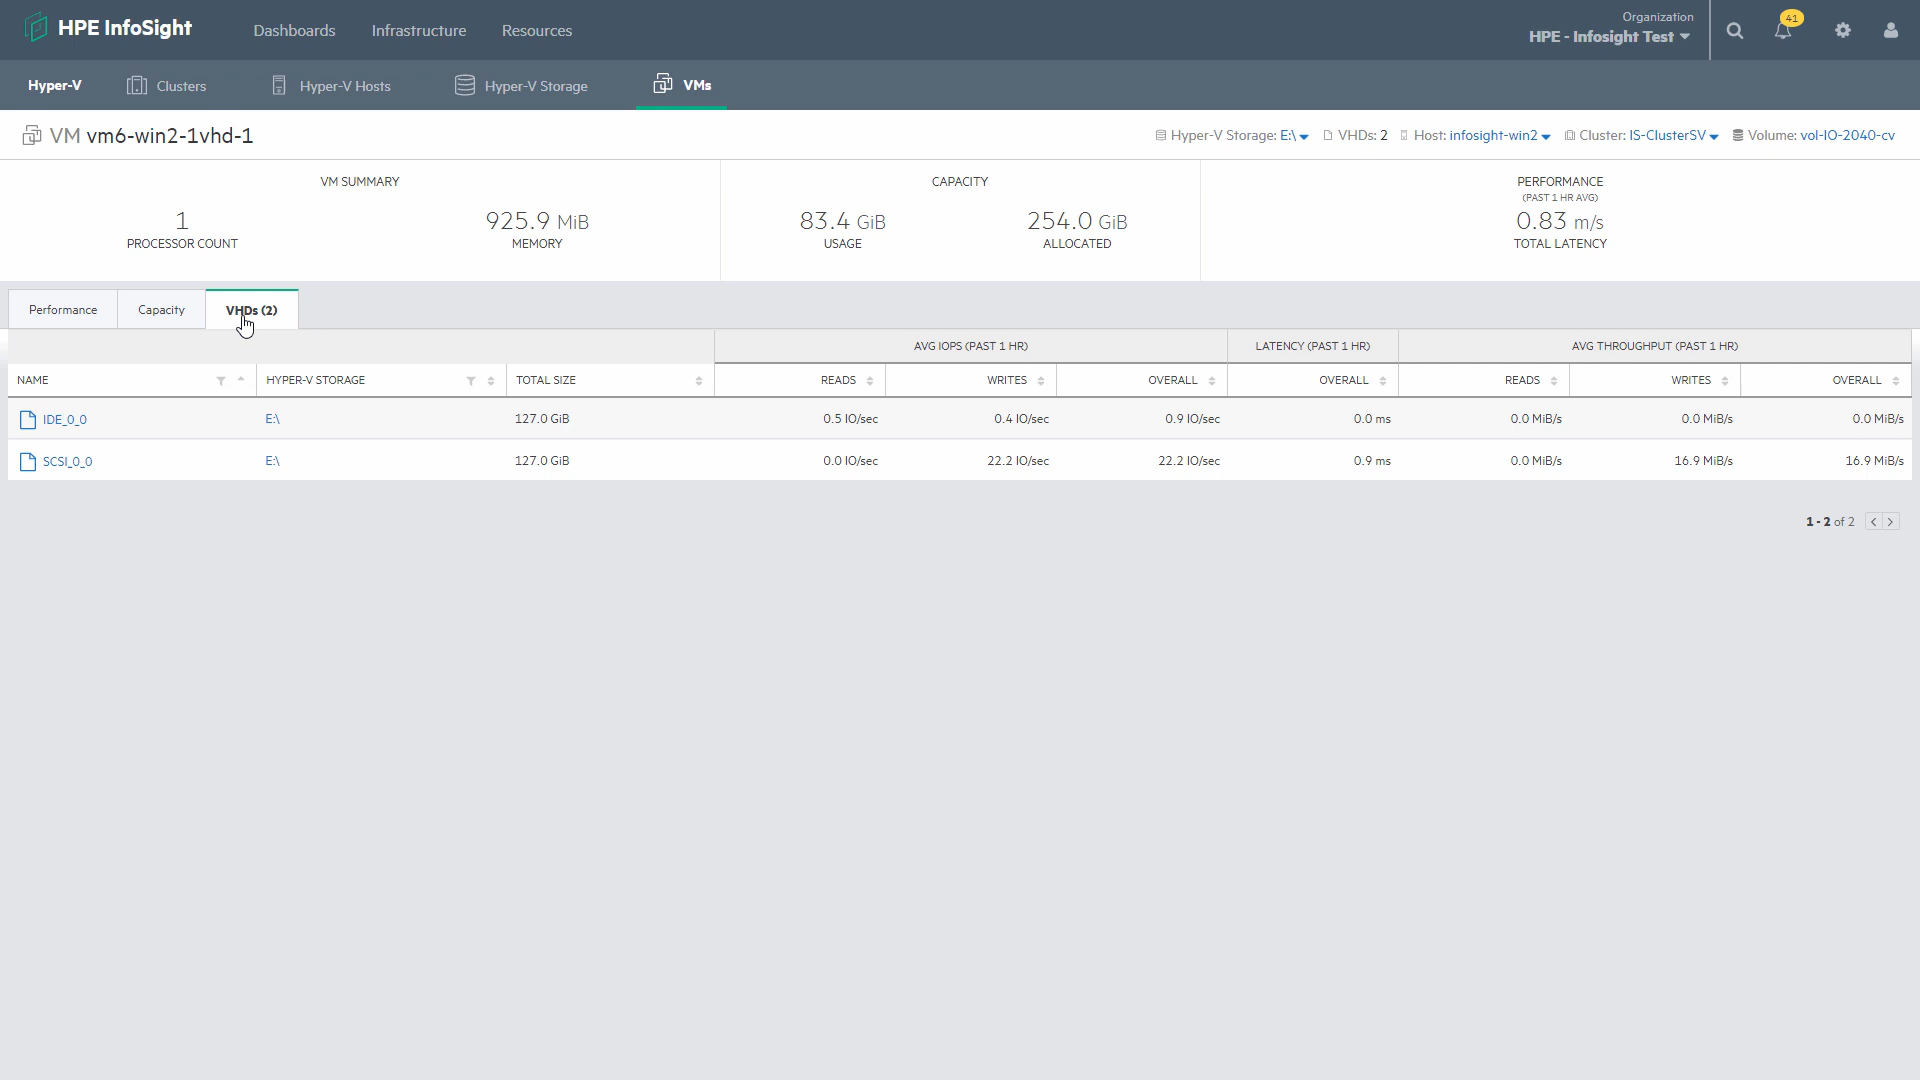 HPE InfoSight
Dashboards Infrastructure Resources
Organization
HPE - Infosight Test
41
Hyper-V Clusters Hyper-V Hosts Hyper-V Storage VMs
VM vm6-win2-1vhd-1
Hyper-V Storage: E:\ VHDs: 2 Host: infosight-win2 Cluster: IS-ClusterSV Volume: vol-IO-2040-cv
VM SUMMARY
1 925.9 MiB
PROCESSOR COUNT MEMORY
CAPACITY
83.4 GiB 254.0 GiB
USAGE ALLOCATED
PERFORMANCE
(PAST 1 HR AVG)
0.83 m/s
TOTAL LATENCY
Performance Capacity VHDs (2)
AVG IOPS (PAST 1 HR) LATENCY (PAST 1 HR) AVG THROUGHPUT (PAST 1 HR)
NAME HYPER-V STORAGE TOTAL SIZE READS WRITES OVERALL OVERALL READS WRITES OVERALL
IDE_0_0 E:\ 127.0 GiB 0.5 IO/sec 0.4 IO/sec 0.9 IO/sec 0.0 ms 0.0 MiB/s 0.0 MiB/s 0.0 MiB/s
SCSI_0_0 E:\ 127.0 GiB 0.0 IO/sec 22.2 IO/sec 22.2 IO/sec 0.9 ms 0.0 MiB/s 16.9 MiB/s 16.9 MiB/s
1 - 2 of 2